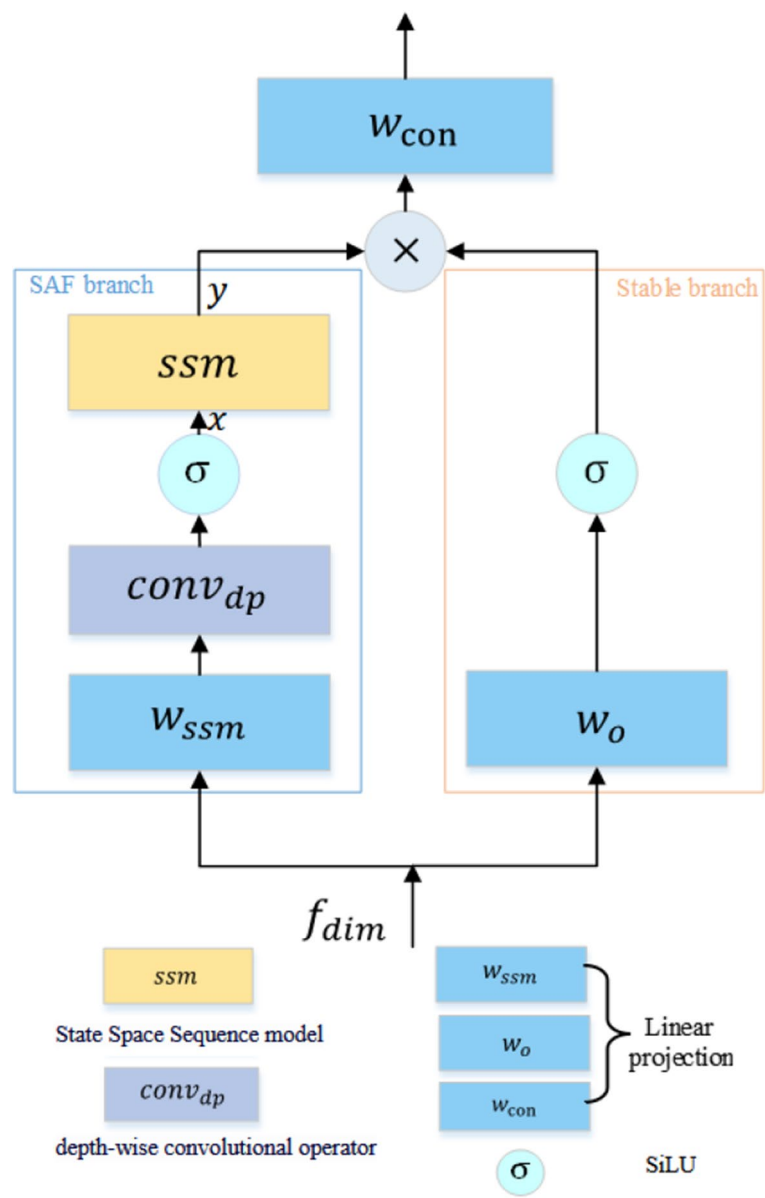 w_con
×
SAF branch
Stable branch
y
ssm
x
σ
σ
conv_dp
w_ssm
w_o
f_dim
ssm
w_ssm
State Space Sequence model
w_o
Linear
projection
conv_dp
w_con
depth-wise convolutional operator
σ
SiLU